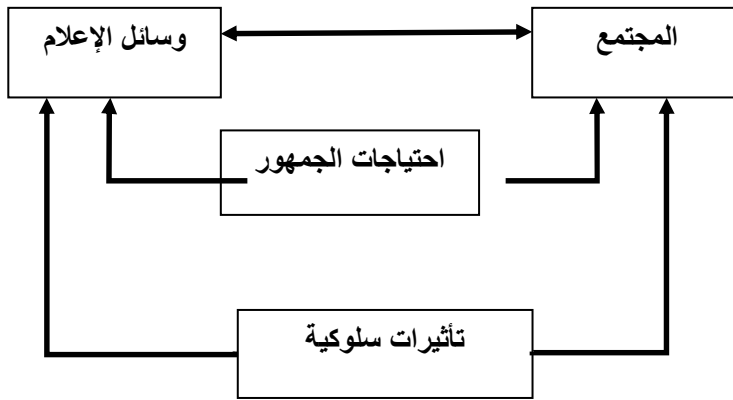 المجتمع
وسائل الإعلام
احتياجات الجمهور
تأثيرات سلوكية